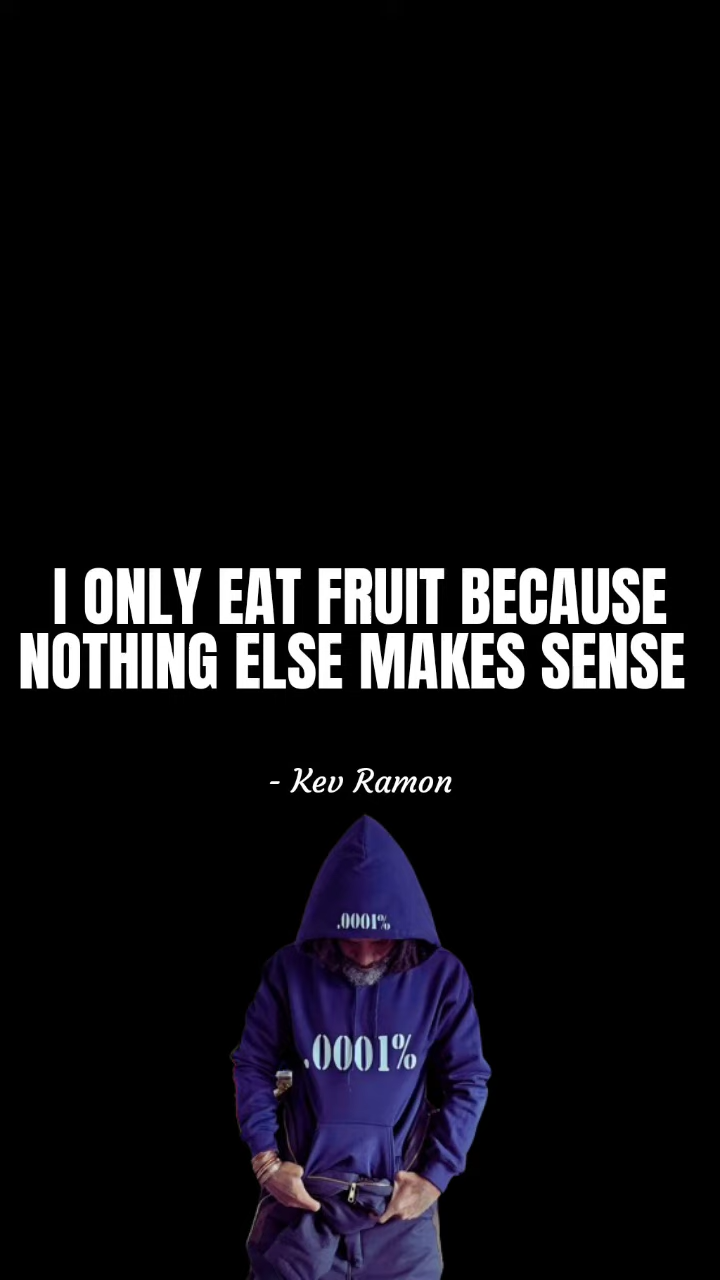 I ONLY EAT FRUIT BECAUSE
NOTHING ELSE MAKES SENSE
- Kev Ramon
.0001%
.0001%